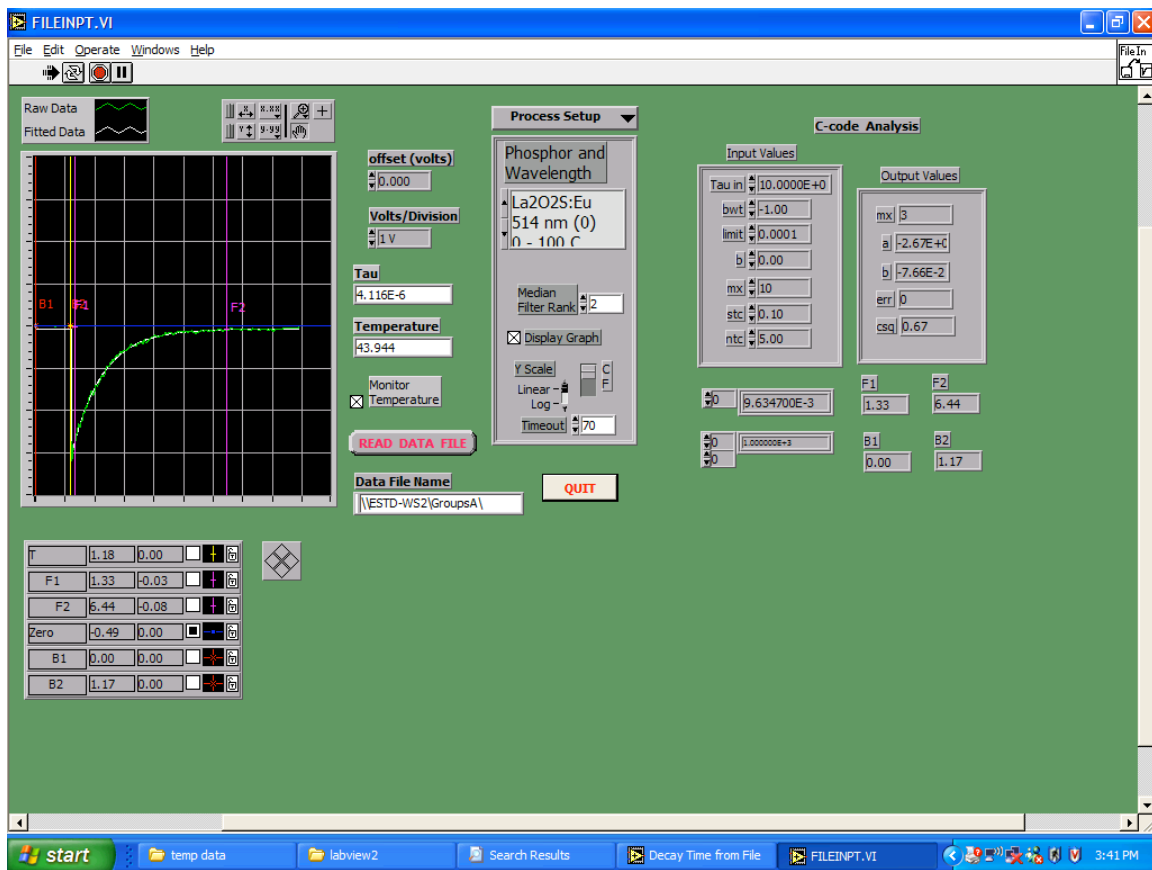 FILEINPT.VI
File Edit Operate Windows Help
File In
Raw Data
Fitted Data
x.xx
y.yy
B1
F1
F2
offset (volts)
0.000
Volts/Division
1 V
Tau
4.116E-6
Temperature
43.944
Monitor
Temperature
READ DATA FILE
Data File Name
\\ESTD-WS2\GroupsA\
Process Setup
Phosphor and
Wavelength
La2O2S:Eu
514 nm (0)
0 - 100 C
Median
Filter Rank 2
Display Graph
Y Scale
Linear
Log
C
F
Timeout 70
QUIT
C-code Analysis
Input Values
Tau in 10.0000E+0
bwt -1.00
limit 0.0001
b 0.00
mx 10
stc 0.10
ntc 5.00
Output Values
mx 3
a -2.67E+0
b -7.66E-2
err 0
csq 0.67
0 9.634700E-3
0 1.000000E+3
0
F1 F2
1.33 6.44
B1 B2
0.00 1.17
T 1.18 0.00
F1 1.33 -0.03
F2 6.44 -0.08
Zero -0.49 0.00
B1 0.00 0.00
B2 1.17 0.00
start
temp data
labview2
Search Results
Decay Time from File
FILEINPT.VI
3:41 PM